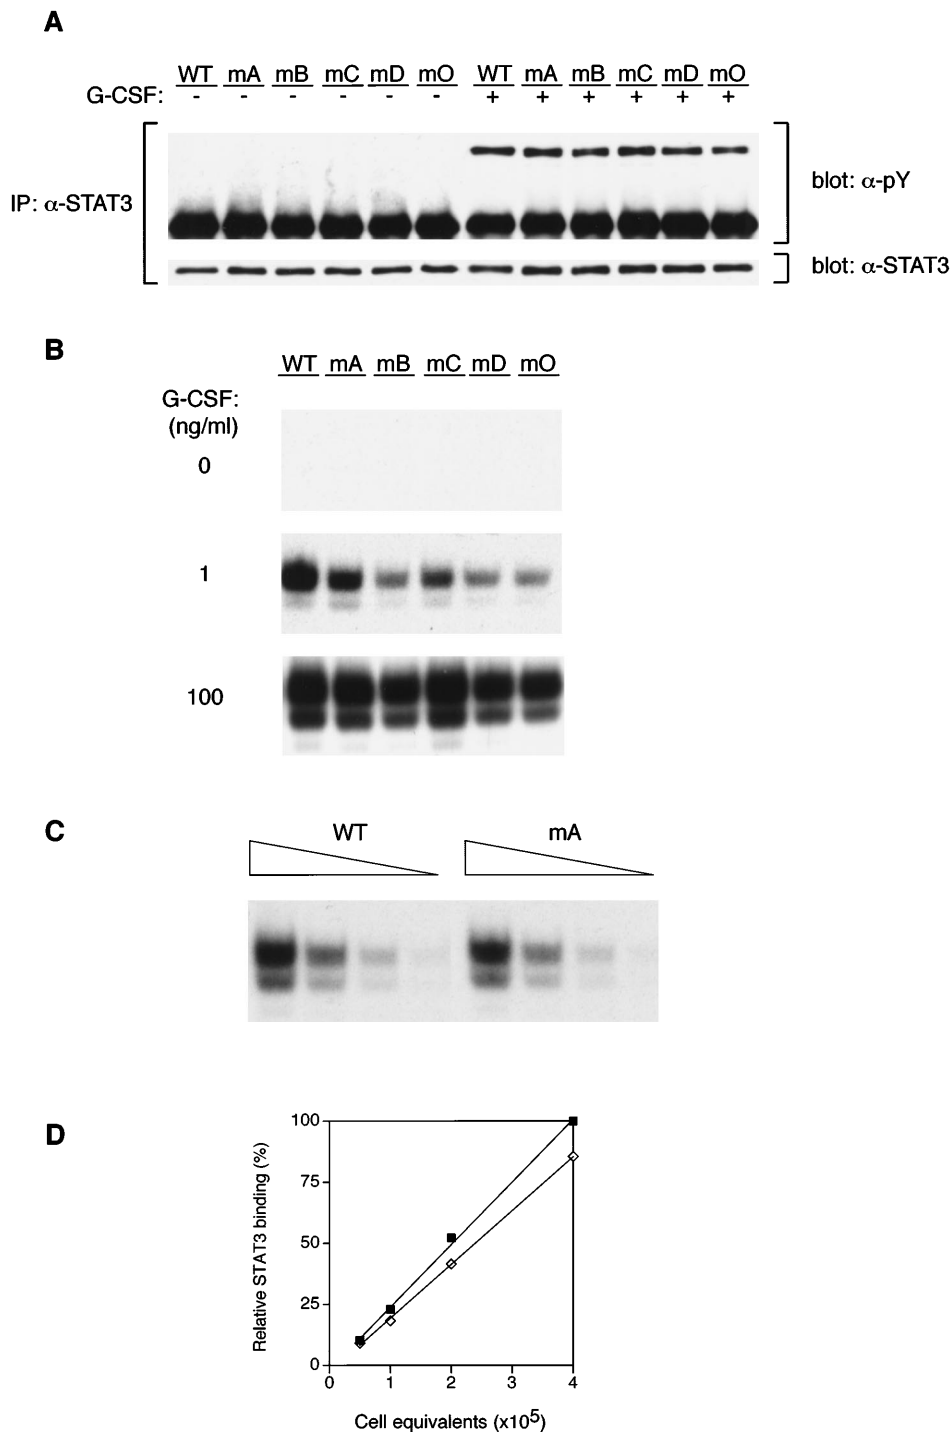 A
WT mA mB mC mD mO WT mA mB mC mD mO
G-CSF: - - - - - - + + + + + +
IP: α-STAT3
blot: α-pY
blot: α-STAT3
B
WT mA mB mC mD mO
G-CSF:
(ng/ml)
0
1
100
C
WT mA
D
Relative STAT3 binding (%)
100
75
50
25
0
0 1 2 3 4
Cell equivalents (x10⁵)